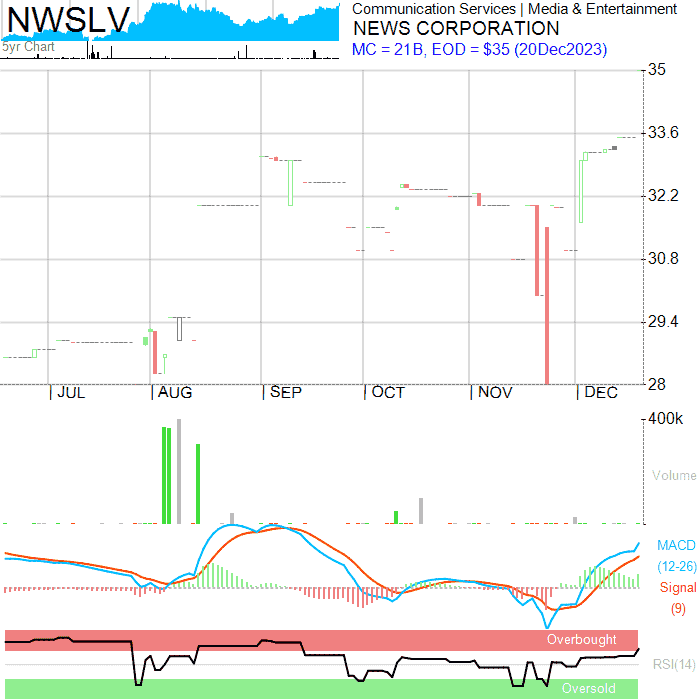 NWSLV
5yr Chart
Communication Services | Media & Entertainment
NEWS CORPORATION
MC = 21B, EOD = $35 (20Dec2023)
35
33.6
32.2
30.8
29.4
28
JUL
AUG
SEP
OCT
NOV
DEC
400k
Volume
MACD
(12-26)
Signal
(9)
Overbought
RSI(14)
Oversold